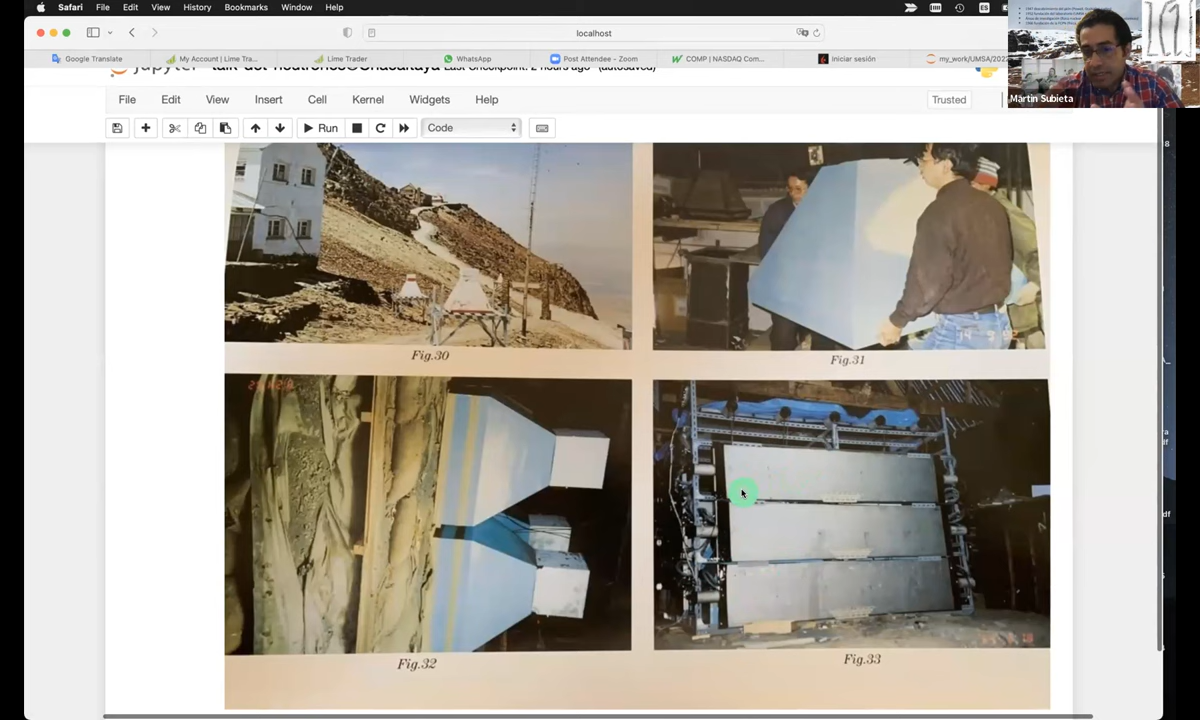 Safari File Edit View History Bookmarks Window Help
localhost
Google Translate My Account | Lime Tra... Lime Trader WhatsApp Post Attendee - Zoom COMP | NASDAQ Com... Iniciar sesión my_work/UMSA/202
File Edit View Insert Cell Kernel Widgets Help
Trusted
Run
Code
Martin Subieta
Fig.30
Fig.31
Fig.32
Fig.33